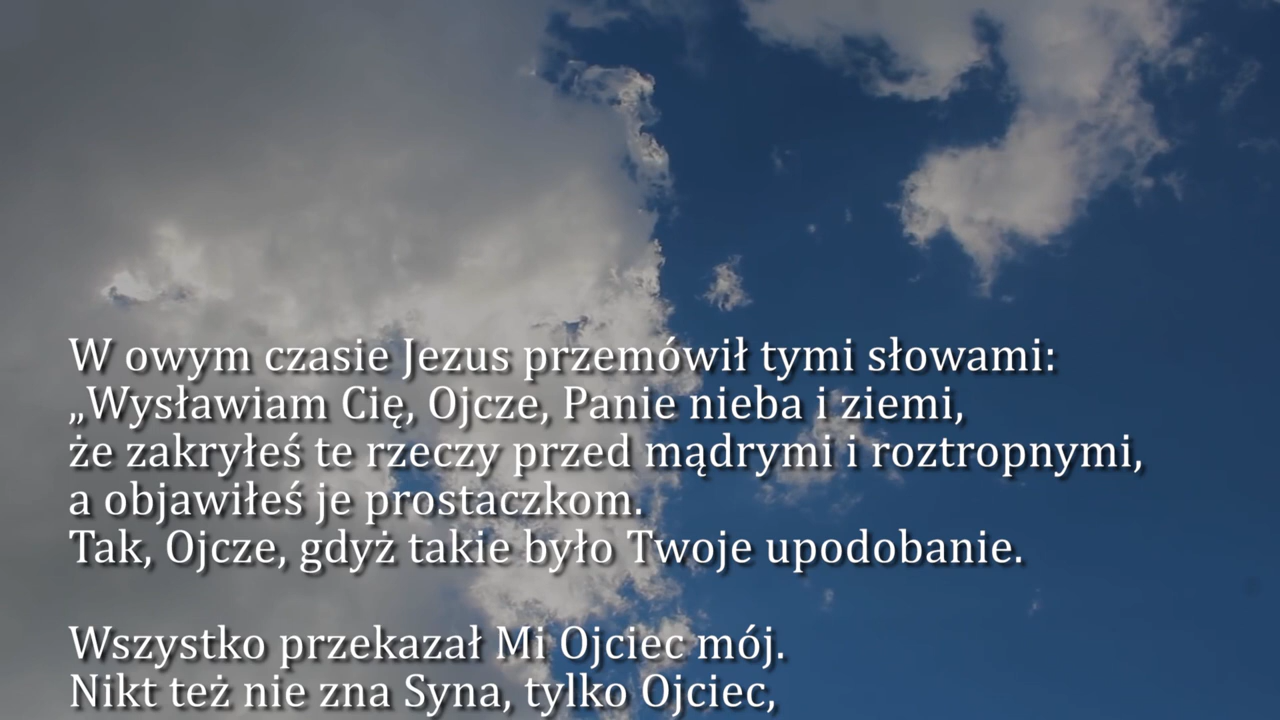 W owym czasie Jezus przemówił tymi słowami:
„Wysławiam Cię, Ojcze, Panie nieba i ziemi,
że zakryłeś te rzeczy przed mądrymi i roztropnymi,
a objawiłeś je prostaczkom.
Tak, Ojcze, gdyż takie było Twoje upodobanie.
Wszystko przekazał Mi Ojciec mój.
Nikt też nie zna Syna, tylko Ojciec,